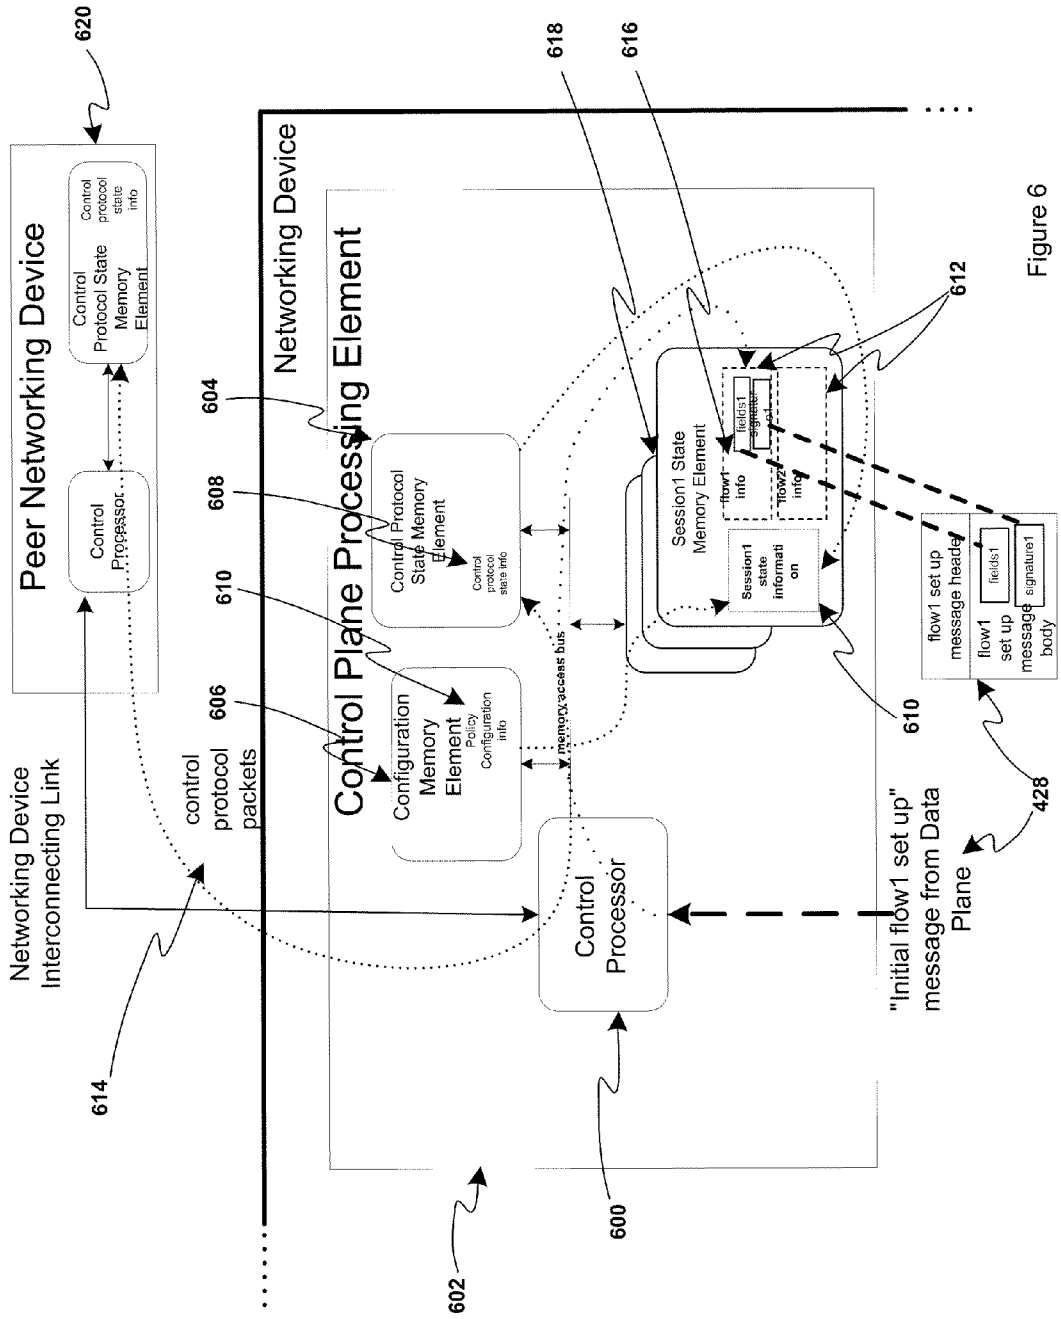 620
Peer Networking Device
Control
Processor
Control
Protocol State
Memory
Element
Control
protocol
state
info
Networking Device
Interconnecting Link
control
protocol
packets
614
Networking Device
Control Plane Processing Element
602
600
606
610
608
604
Configuration
Memory
Element
Policy
Configuration
info
Control Protocol
State Memory
Element
Control
protocol
state info
memory access bus
Control
Processor
618
616
Session1 State
Memory Element
Session1
state
informati
on
flow1
info
fields1
signatur
e1
flow2
info
612
610
"Initial flow1 set up"
message from Data
Plane
428
flow1 set up
message header
flow1
set up
message
body
fields1
signature1
Figure 6